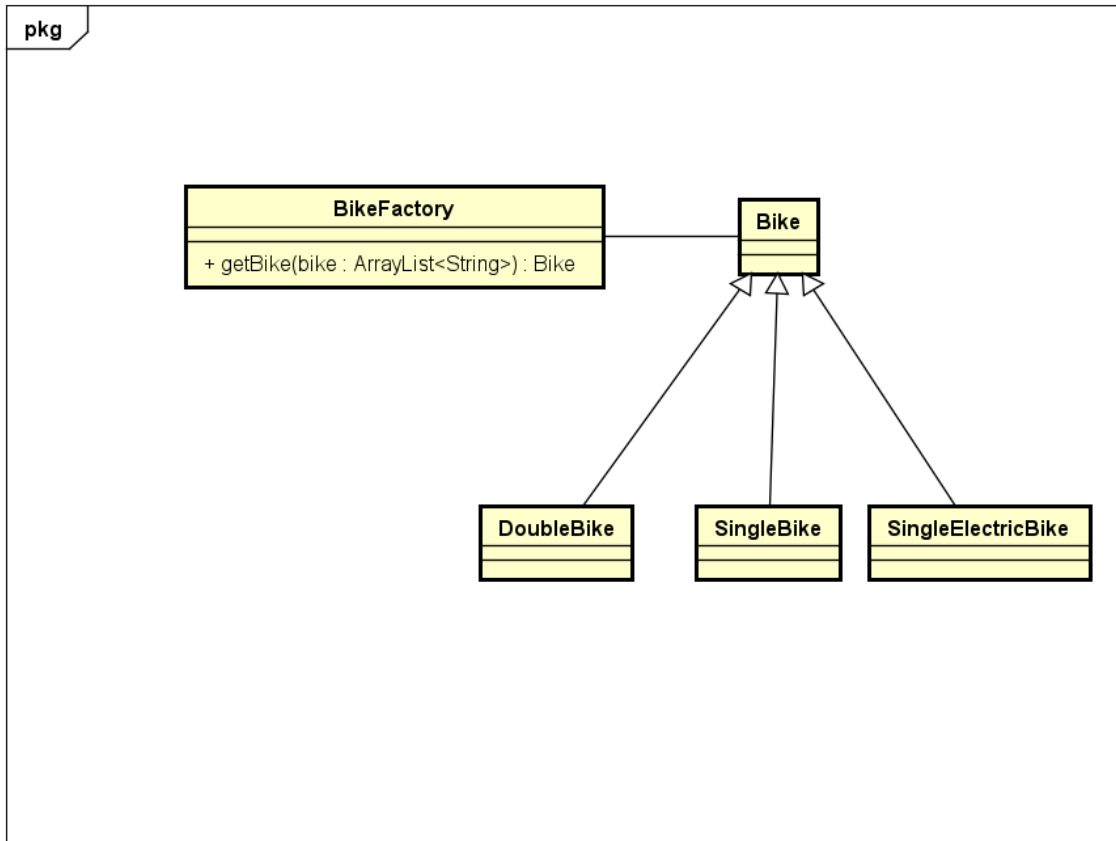 pkg
BikeFactory
+ getBike(bike : ArrayList<String>) : Bike
Bike
DoubleBike
SingleBike
SingleElectricBike